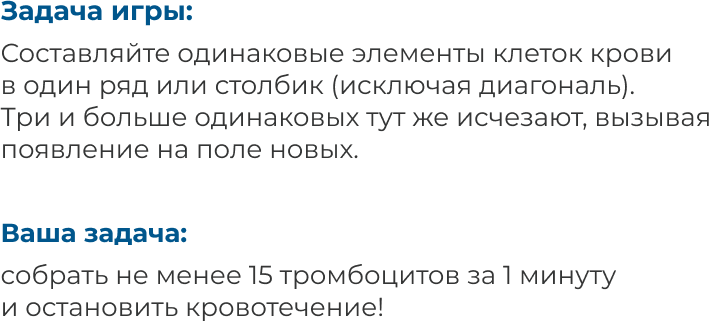 Задача игры:
Составляйте одинаковые элементы клеток крови
в один ряд или столбик (исключая диагональ).
Три и больше одинаковых тут же исчезают, вызывая
появление на поле новых.
Ваша задача:
собрать не менее 15 тромбоцитов за 1 минуту
и остановить кровотечение!